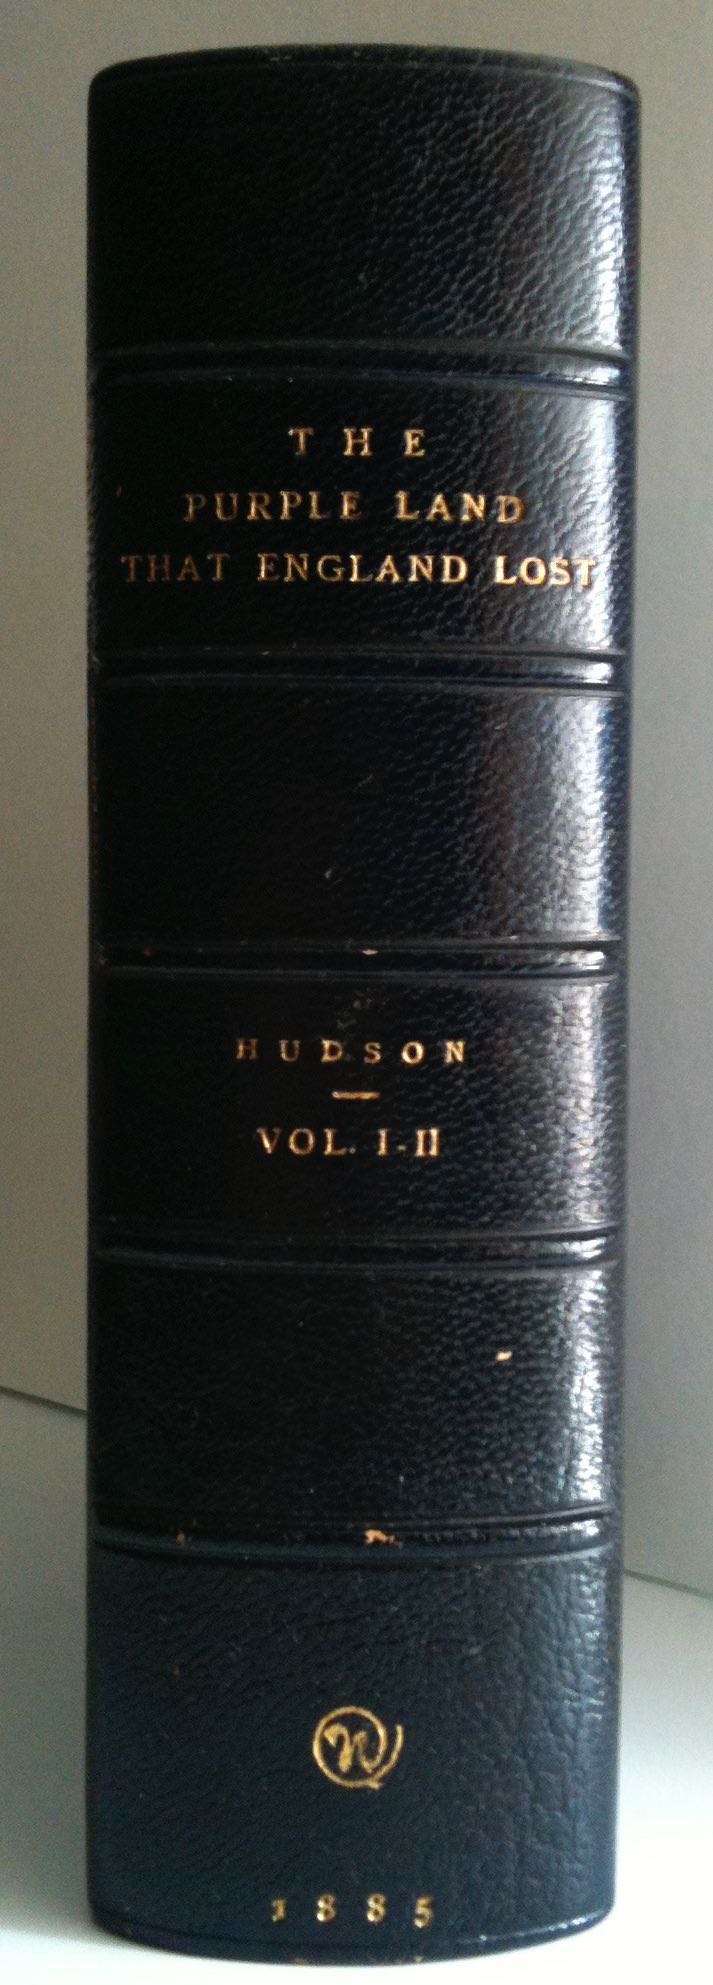 THE
PURPLE LAND
THAT ENGLAND LOST
HUDSON
VOL. I-II
1885